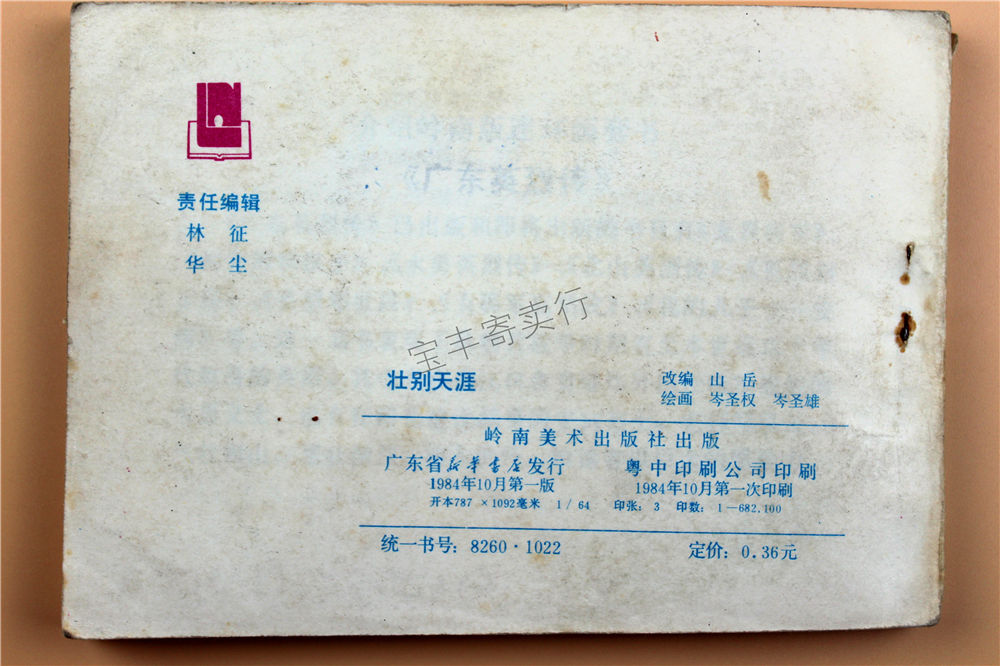 责任编辑
林 征
华 尘
宝丰寄卖行
壮别天涯
改编 山 岳
绘画 岑圣权 岑圣雄
岭南美术出版社出版
广东省新华书店发行 粤中印刷公司印刷
1984年10月第一版 1984年10月第一次印刷
开本787×1092毫米 1/64 印张：3 印数：1—682,100
统一书号：8260·1022 定价：0.36元